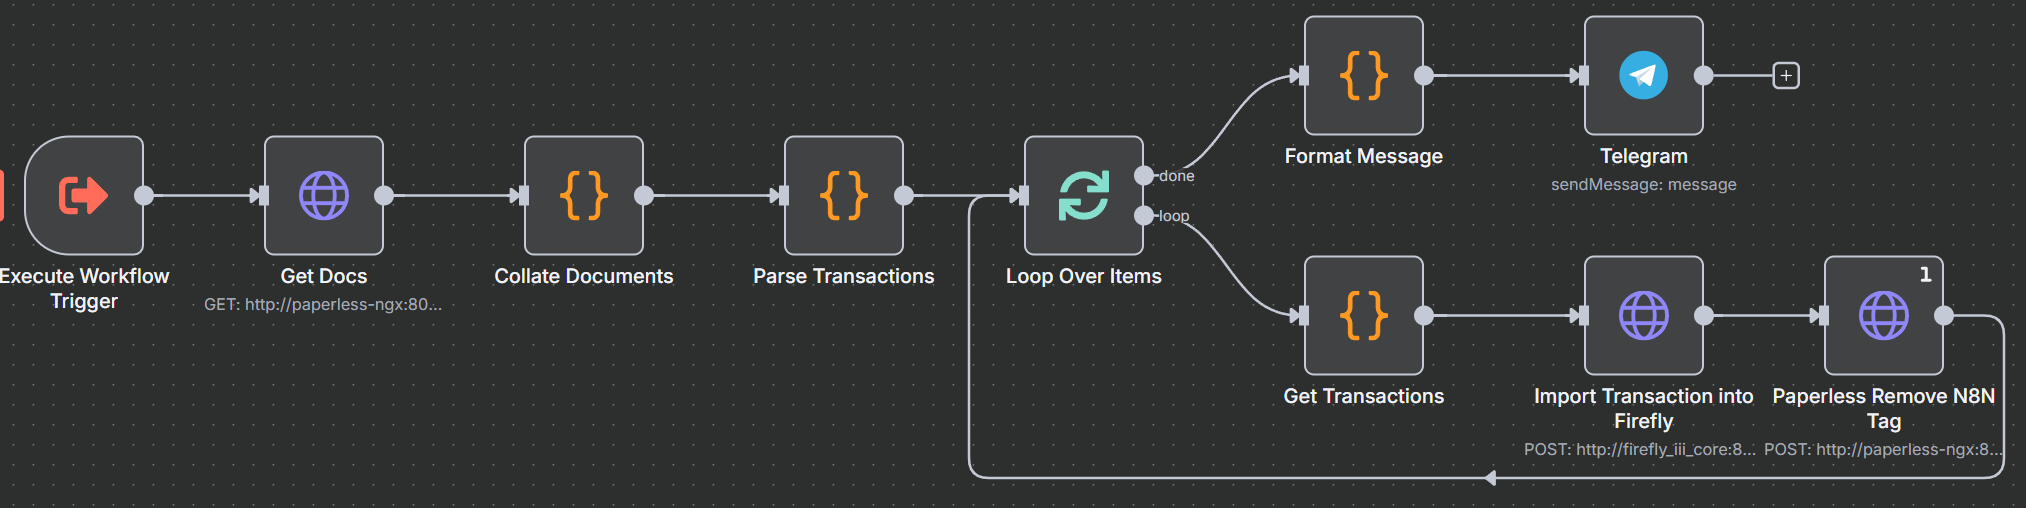 Execute Workflow
Trigger
Get Docs
GET: http://paperless-ngx:80...
Collate Documents
Parse Transactions
Loop Over Items
done
loop
Format Message
Telegram
sendMessage: message
Get Transactions
Import Transaction into
Firefly
POST: http://firefly_iii_core:8...
1
Paperless Remove N8N
Tag
POST: http://paperless-ngx:8...